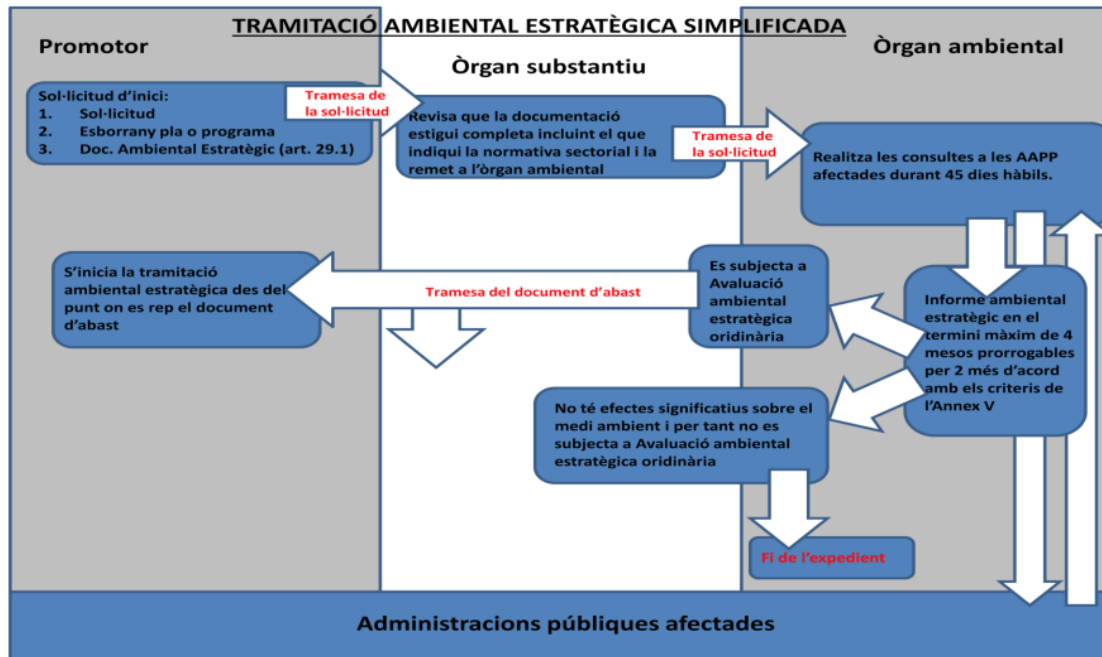 TRAMITACIÓ AMBIENTAL ESTRATÈGICA SIMPLIFICADA
Promotor
Òrgan substantiu
Òrgan ambiental
Sol·licitud d'inici:
1. Sol·licitud
2. Esborrany pla o programa
3. Doc. Ambiental Estratègic (art. 29.1)
Tramesa de
la sol·licitud
Revisa que la documentació
estigui completa incluint el que
indiqui la normativa sectorial i la
remet a l'òrgan ambiental
Tramesa de
la sol·licitud
Realitza les consultes a les AAPP
afectades durant 45 dies hàbils.
S'inicia la tramitació
ambiental estratègica des del
punt on es rep el document
d'abast
Tramesa del document d'abast
Es subjecta a
Avaluació
ambiental
estratègica
oridinària
Informe ambiental
estratègic en el
termini màxim de 4
mesos prorrogables
per 2 més d'acord
amb els criteris de
l'Annex V
No té efectes significatius sobre el
medi ambient i per tant no es
subjecta a Avaluació ambiental
estratègica oridinària
Fi de l'expedient
Administracions públiques afectades